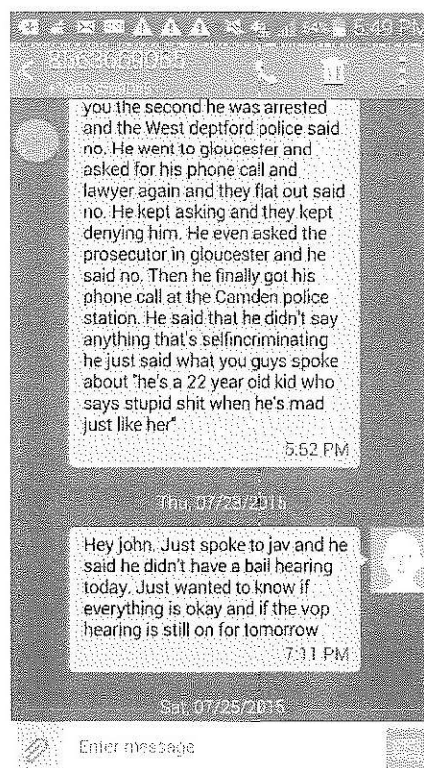 5:49 PM
you the second he was arrested
and the West deptford police said
no. He went to gloucester and
asked for his phone call and
lawyer again and they flat out said
no. He kept asking and they kept
denying him. He even asked the
prosecutor in gloucester and he
said no. Then he finally got his
phone call at the Camden police
station. He said that he didn't say
anything that's selfincriminating
he just said what you guys spoke
about "he's a 22 year old kid who
says stupid shit when he's mad
just like her"
5:52 PM
Thu, 07/23/2015
Hey john. Just spoke to jav and he
said he didn't have a bail hearing
today. Just wanted to know if
everything is okay and if the vop
hearing is still on for tomorrow
7:11 PM
Sat, 07/25/2015
Enter message